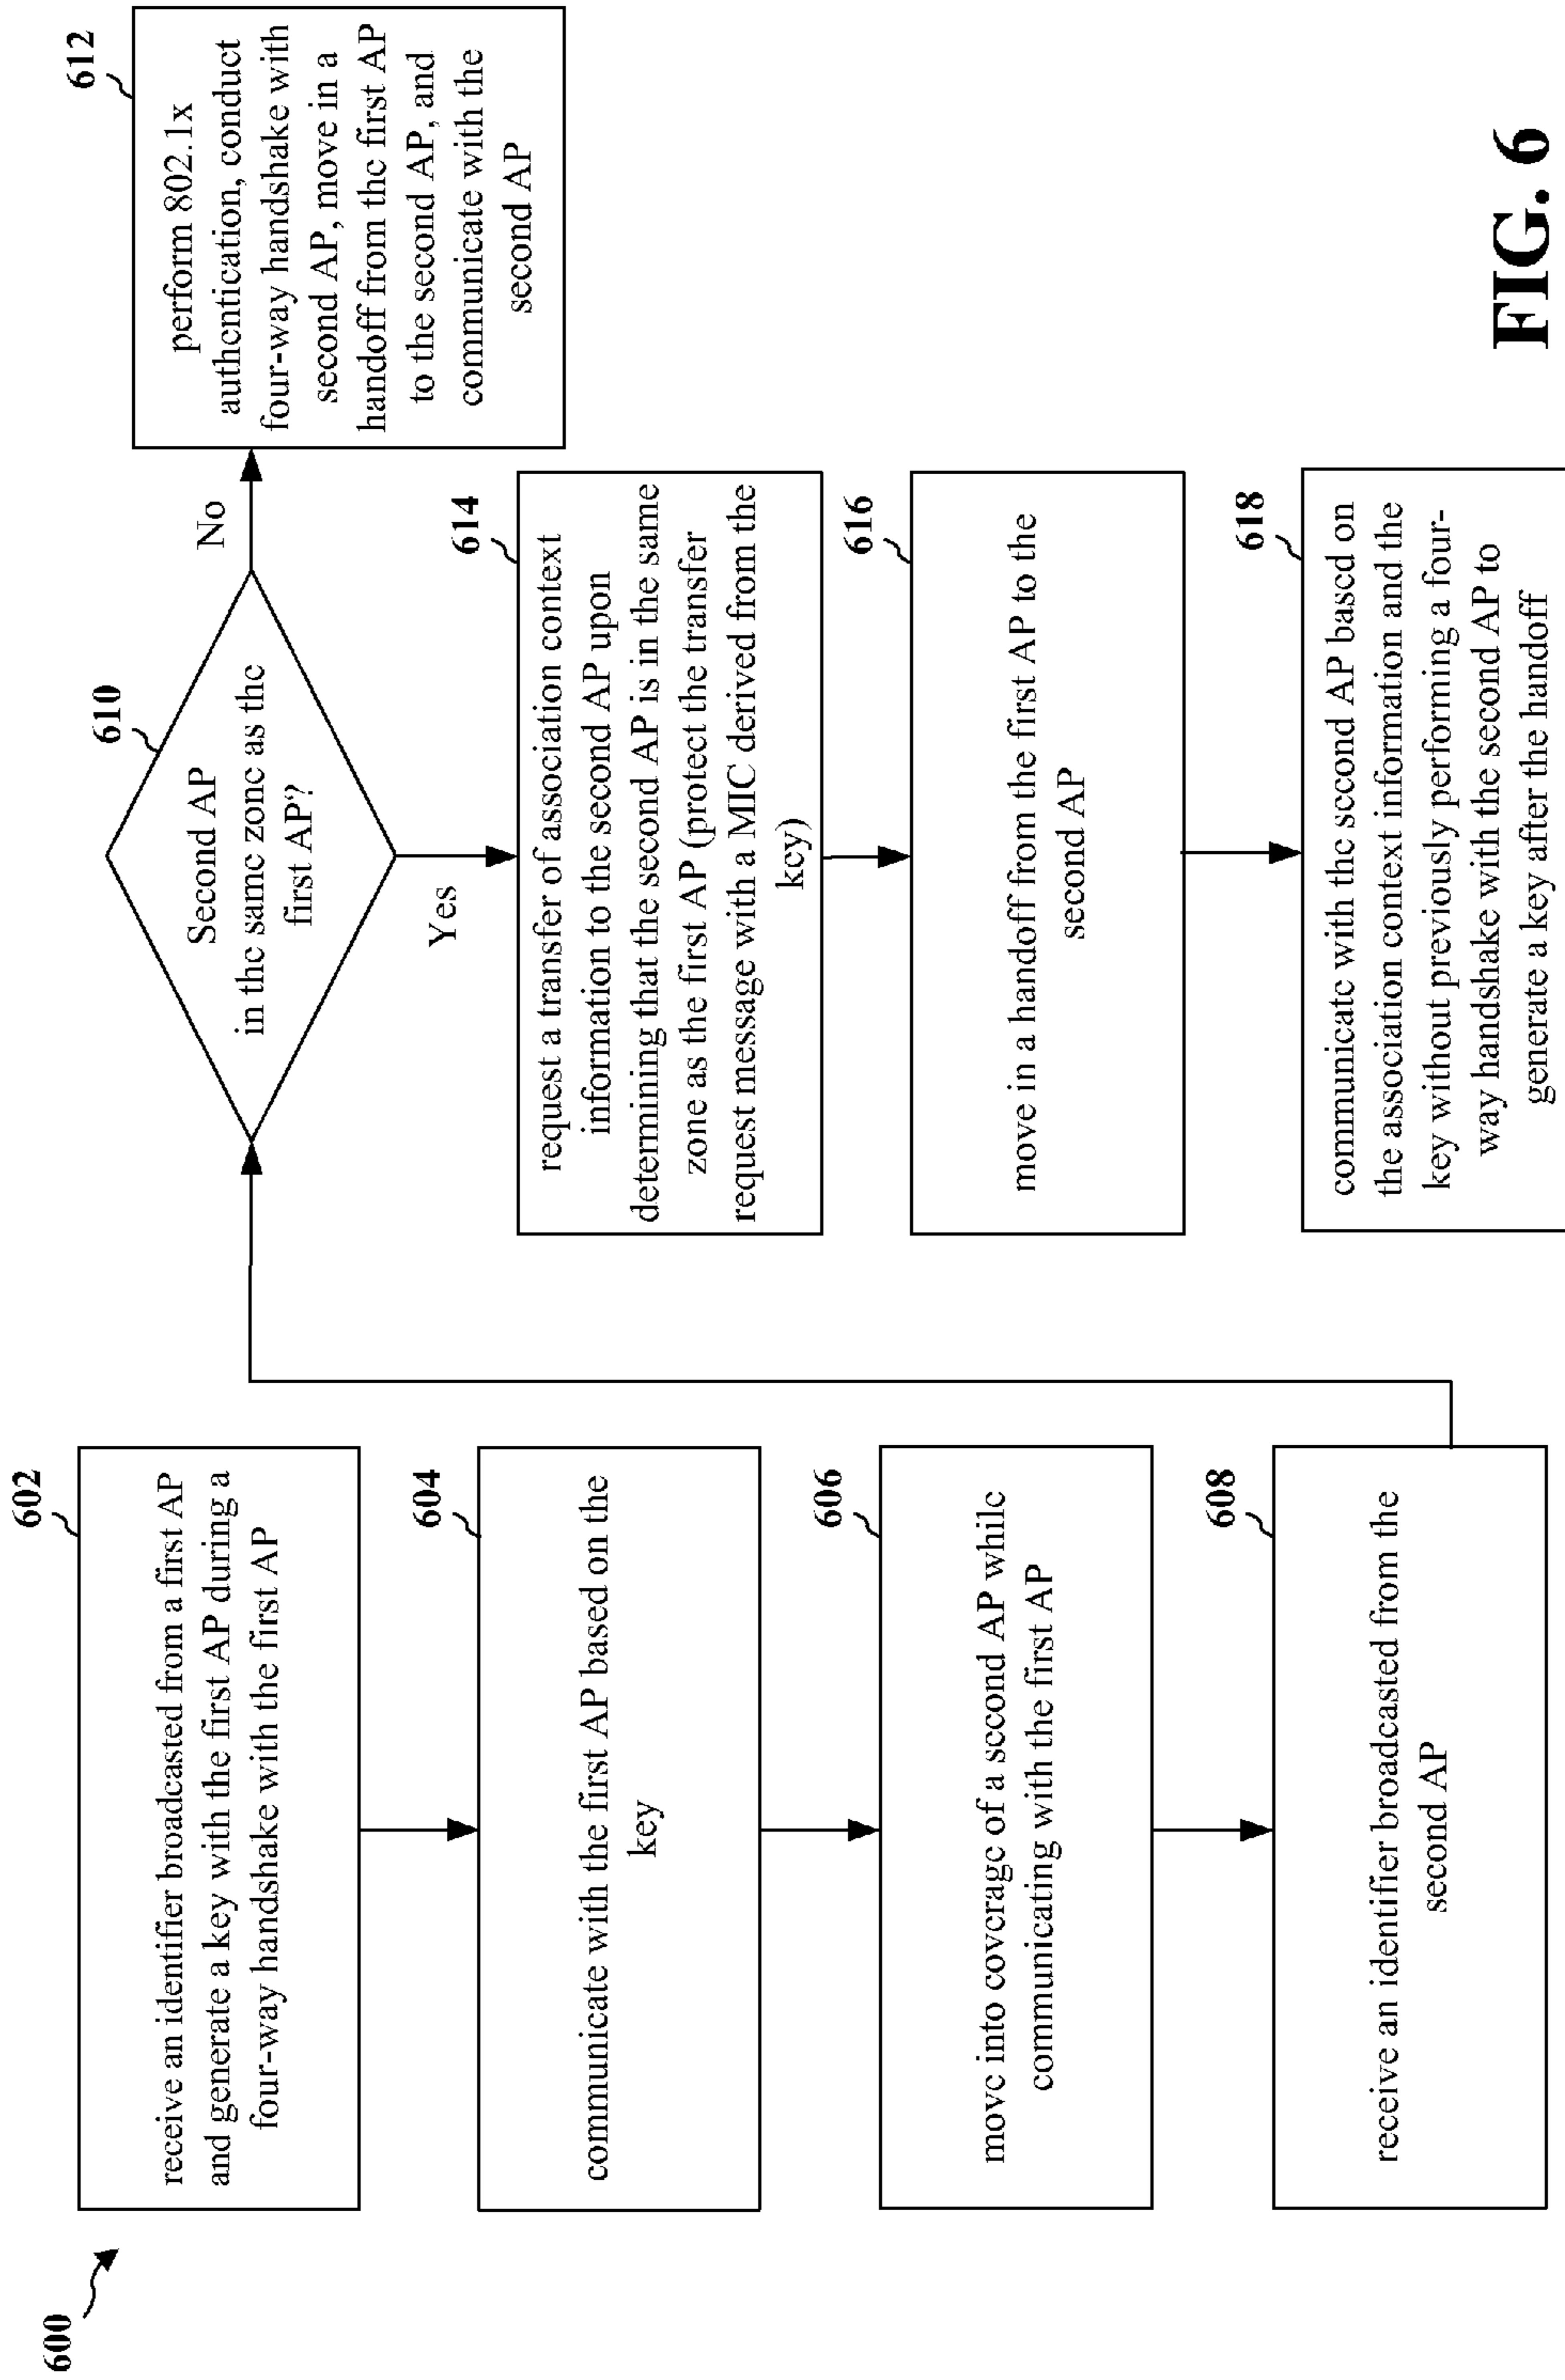 600
602
receive an identifier broadcasted from a first AP
and generate a key with the first AP during a
four-way handshake with the first AP
604
communicate with the first AP based on the
key
606
move into coverage of a second AP while
communicating with the first AP
608
receive an identifier broadcasted from the
second AP
610
Second AP
in the same zone as the
first AP?
No
612
perform 802.1x
authentication, conduct
four-way handshake with
second AP, move in a
handoff from the first AP
to the second AP, and
communicate with the
second AP
Yes
614
request a transfer of association context
information to the second AP upon
determining that the second AP is in the same
zone as the first AP (protect the transfer
request message with a MIC derived from the
key)
616
move in a handoff from the first AP to the
second AP
618
communicate with the second AP based on
the association context information and the
key without previously performing a four-
way handshake with the second AP to
generate a key after the handoff
FIG. 6